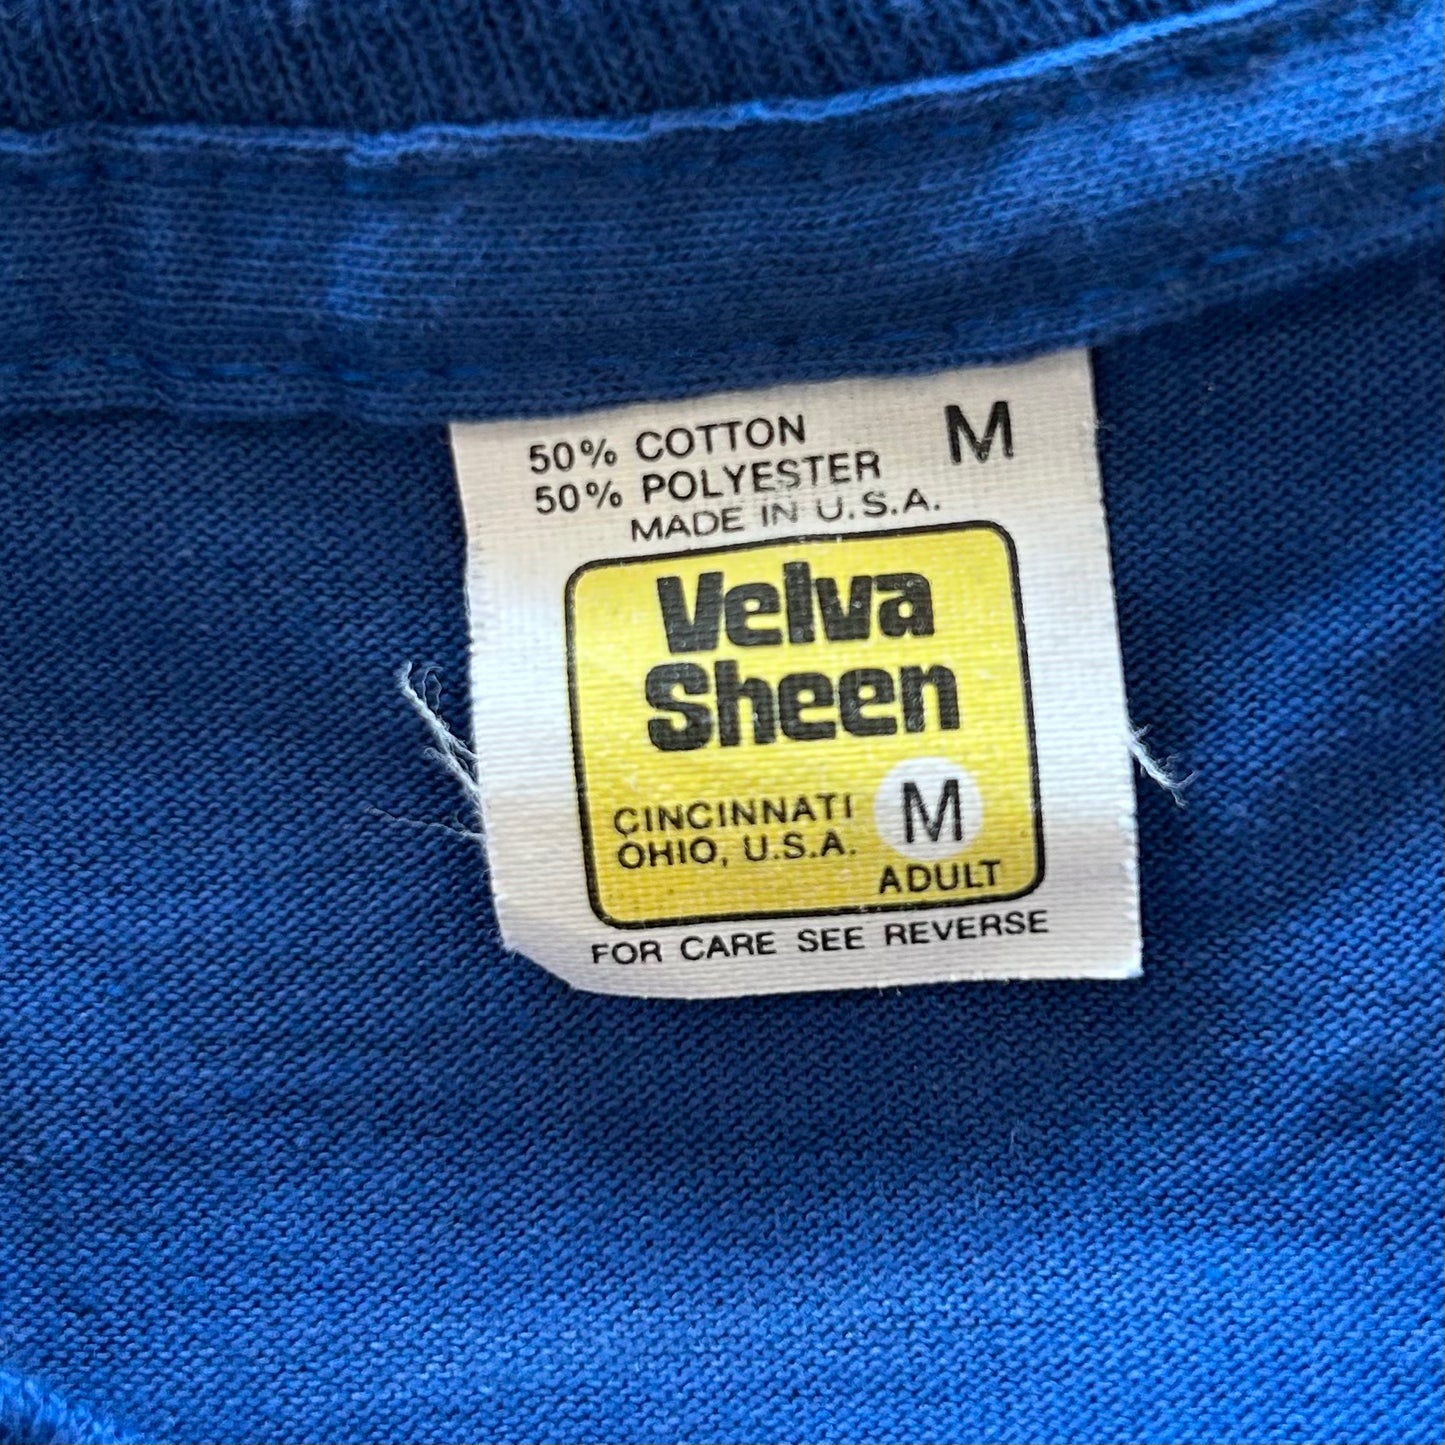 50% COTTON M
50% POLYESTER
MADE IN U.S.A.
Velva
Sheen
CINCINNATI M
OHIO, U.S.A.
ADULT
FOR CARE SEE REVERSE